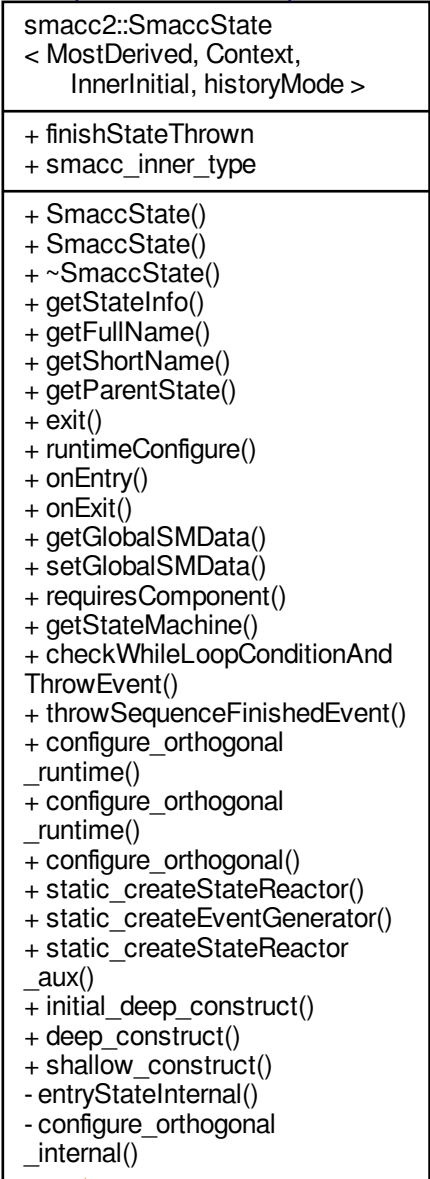 smacc2::SmaccState
< MostDerived, Context,
InnerInitial, historyMode >
+ finishStateThrown
+ smacc_inner_type
+ SmaccState()
+ SmaccState()
+ ~SmaccState()
+ getStateInfo()
+ getFullName()
+ getShortName()
+ getParentState()
+ exit()
+ runtimeConfigure()
+ onEntry()
+ onExit()
+ getGlobalSMData()
+ setGlobalSMData()
+ requiresComponent()
+ getStateMachine()
+ checkWhileLoopConditionAnd
ThrowEvent()
+ throwSequenceFinishedEvent()
+ configure_orthogonal
_runtime()
+ configure_orthogonal
_runtime()
+ configure_orthogonal()
+ static_createStateReactor()
+ static_createEventGenerator()
+ static_createStateReactor
_aux()
+ initial_deep_construct()
+ deep_construct()
+ shallow_construct()
- entryStateInternal()
- configure_orthogonal
_internal()